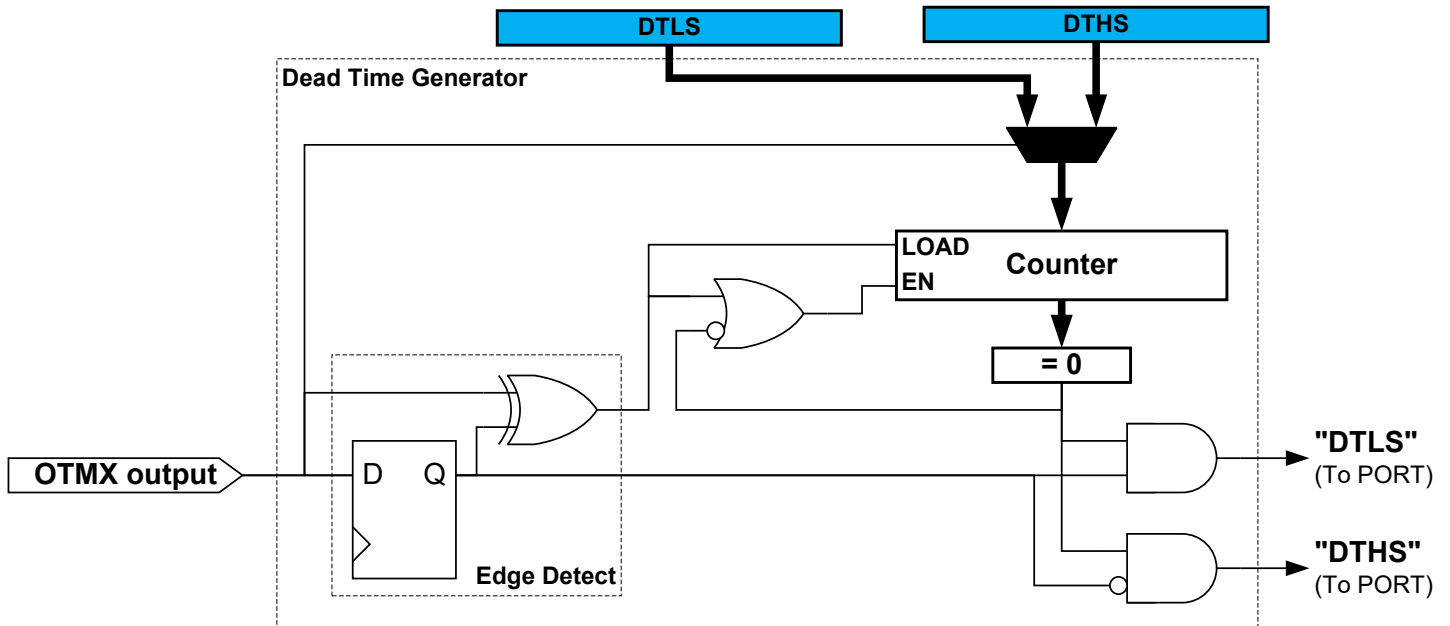 DTLS
DTHS
Dead Time Generator
LOAD
Counter
EN
= 0
OTMX output
D
Q
Edge Detect
"DTLS"
(To PORT)
"DTHS"
(To PORT)